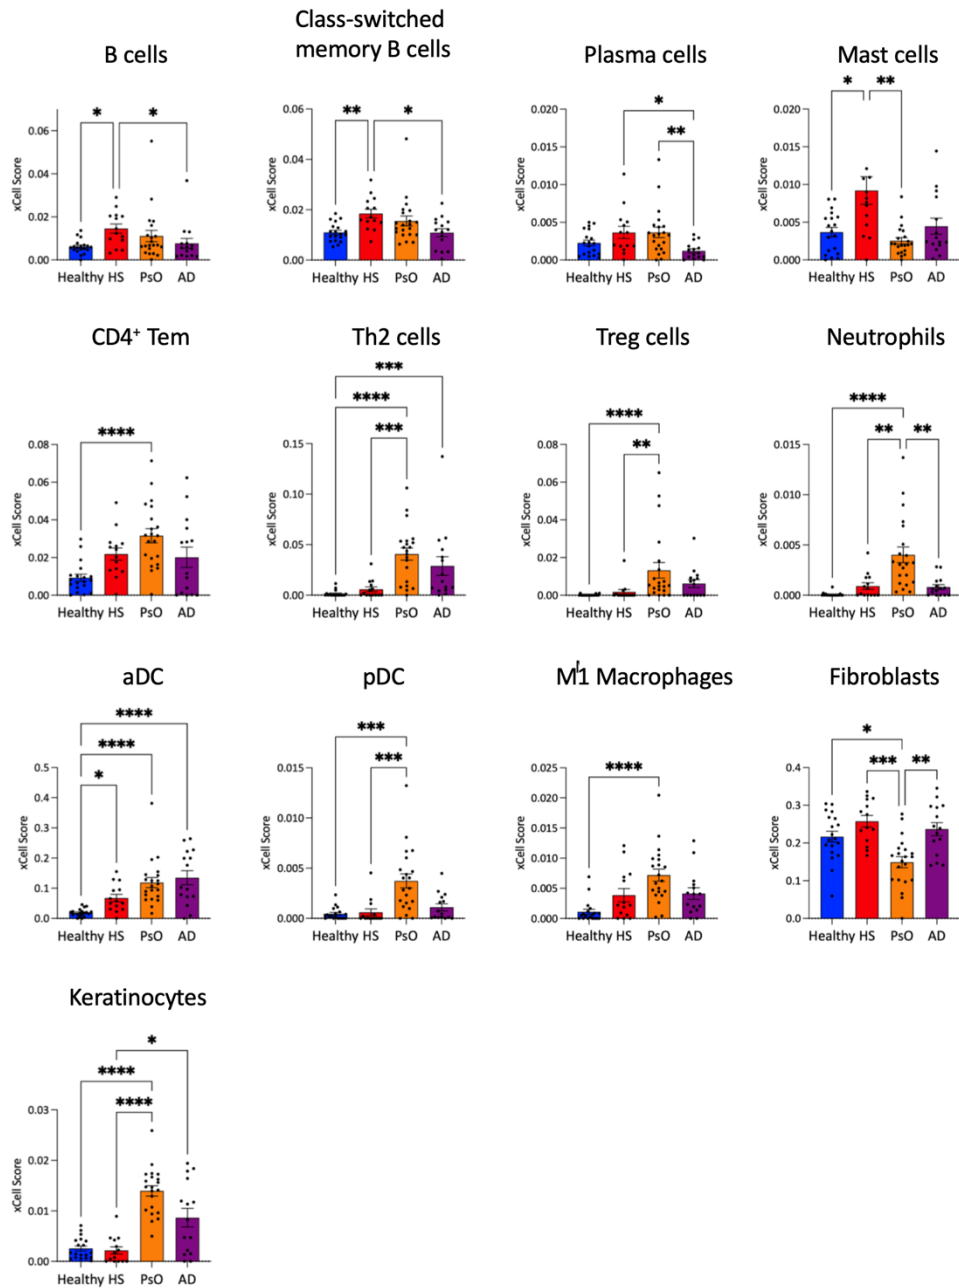 Class-switched
B cells memory B cells Plasma cells Mast cells
* * ** * * ** * **
xCell Score xCell Score xCell Score xCell Score
0.06 0.06 0.020 0.020
0.04 0.04 0.015 0.015
0.02 0.02 0.010 0.010
0.00 0.00 0.005 0.005
0.000 0.000
Healthy HS PsO AD Healthy HS PsO AD Healthy HS PsO AD Healthy HS PsO AD
CD4+ Tem Th2 cells Treg cells Neutrophils
**** *** **** *** **** ** **** ** **
xCell Score xCell Score xCell Score xCell Score
0.08 0.15 0.08 0.015
0.06 0.10 0.06 0.010
0.04 0.05 0.04 0.005
0.02 0.00 0.02 0.000
0.00 0.00
Healthy HS PsO AD Healthy HS PsO AD Healthy HS PsO AD Healthy HS PsO AD
aDC pDC M1 Macrophages Fibroblasts
**** **** * *** *** **** * *** **
xCell Score xCell Score xCell Score xCell Score
0.5 0.015 0.025 0.4
0.4 0.010 0.020 0.3
0.3 0.005 0.015 0.2
0.2 0.000 0.010 0.1
0.1 0.005 0.0
0.0 0.000
Healthy HS PsO AD Healthy HS PsO AD Healthy HS PsO AD Healthy HS PsO AD
Keratinocytes
* **** ****
xCell Score
0.03
0.02
0.01
0.00
Healthy HS PsO AD